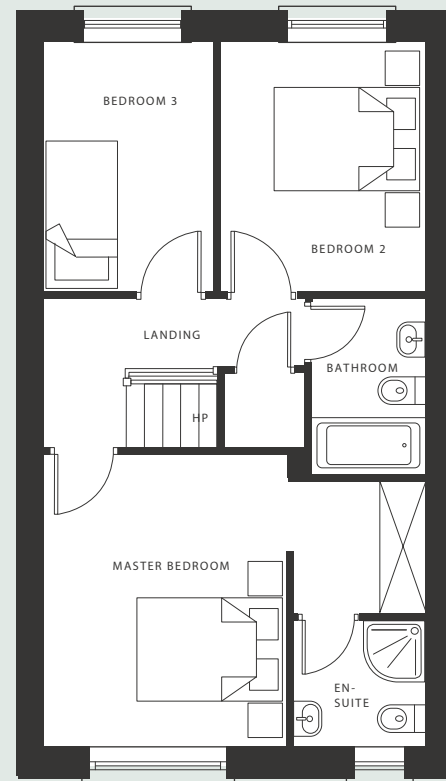 BEDROOM 3
BEDROOM 2
LANDING
BATHROOM
HP
MASTER BEDROOM
EN-
SUITE